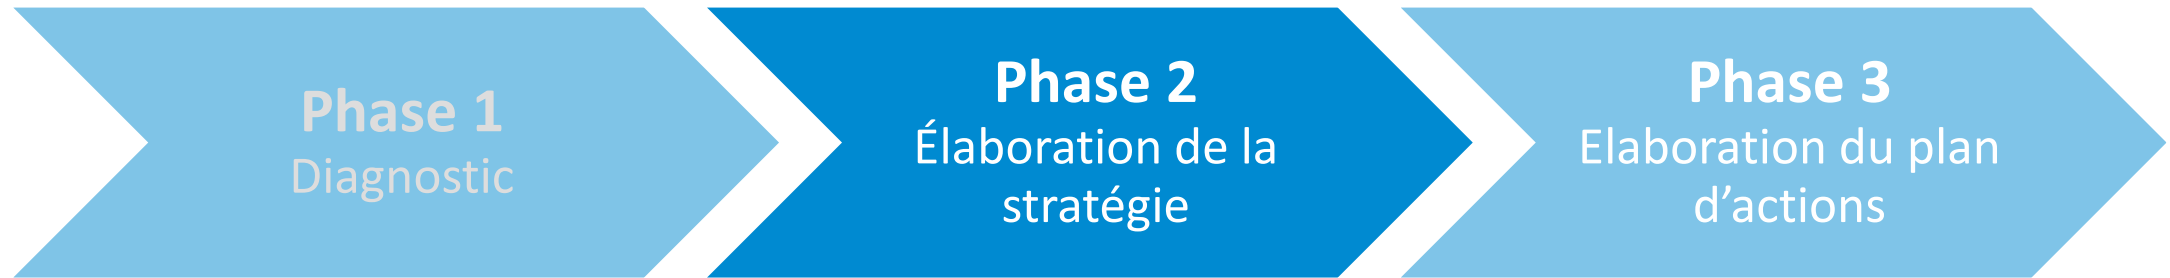 Phase 1
Diagnostic
Phase 2
Élaboration de la
stratégie
Phase 3
Elaboration du plan
d’actions